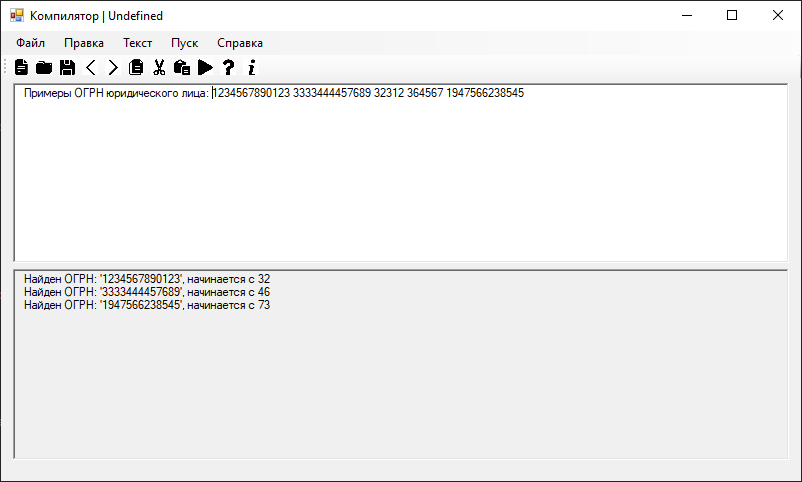 Компилятор | Undefined
Файл Правка Текст Пуск Справка
Примеры ОГРН юридического лица: 1234567890123 3333444457689 32312 364567 1947566238545
Найден ОГРН: '1234567890123', начинается с 32
Найден ОГРН: '3333444457689', начинается с 46
Найден ОГРН: '1947566238545', начинается с 73